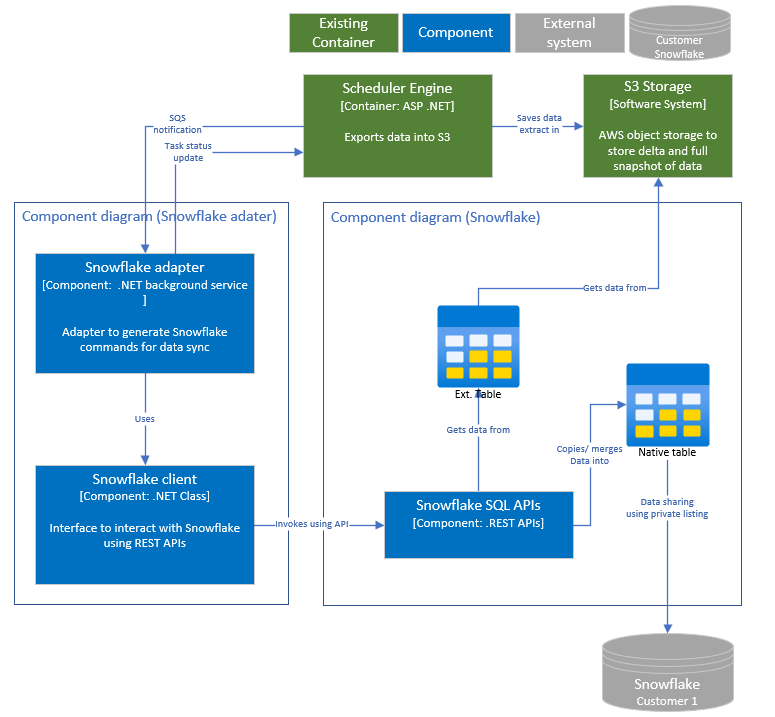 Existing
Container
Component
External
system
Customer
Snowflake
Scheduler Engine
[Container: ASP .NET]
Exports data into S3
S3 Storage
[Software System]
AWS object storage to
store delta and full
snapshot of data
SQS
notification
Task status
update
Saves data
extract in
Component diagram (Snowflake adater)
Component diagram (Snowflake)
Snowflake adapter
[Component:  .NET background service
]
Adapter to generate Snowflake
commands for data sync
Gets data from
Ext. Table
Uses
Gets data from
Copies/ merges
Data into
Native table
Snowflake client
[Component: .NET Class]
Interface to interact with Snowflake
using REST APIs
Invokes using API
Snowflake SQL APIs
[Component: .REST APIs]
Data sharing
using private listing
Snowflake
Customer 1